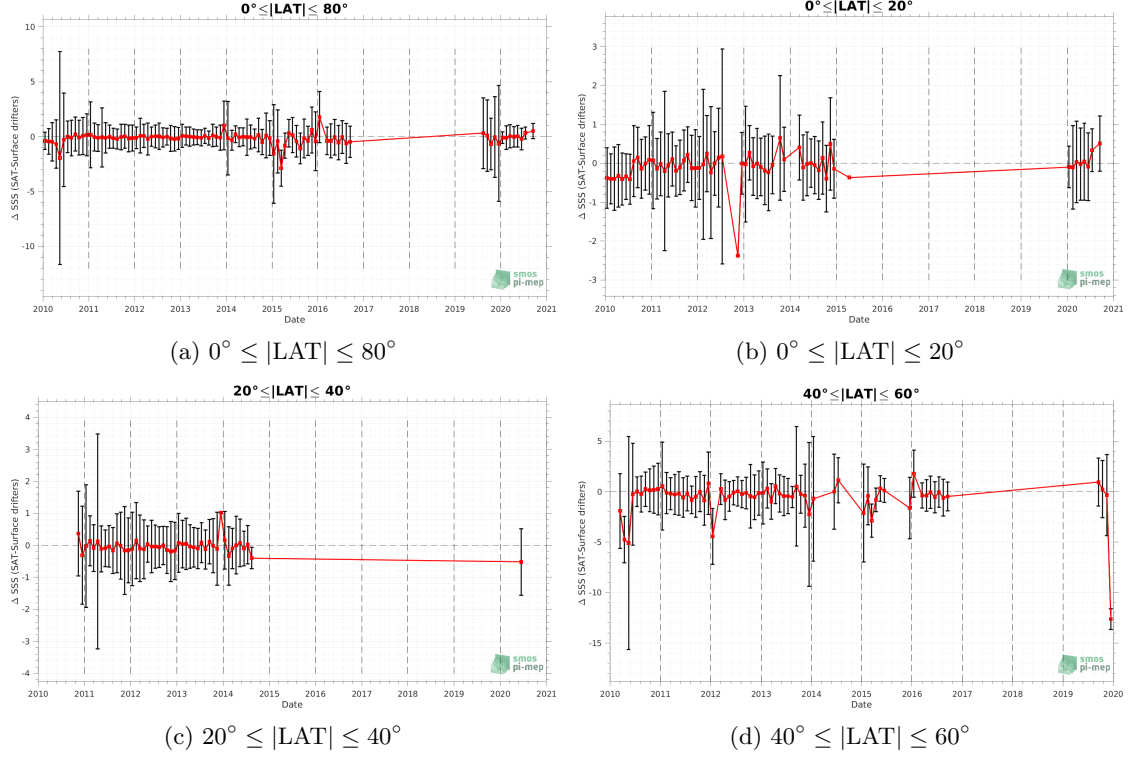 0°≤|LAT|≤ 80°
10
5
0
-5
-10
Δ SSS (SAT-Surface drifters)
2010 2011 2012 2013 2014 2015 2016 2017 2018 2019 2020 2021
Date
smos
pi-mep
(a) 0° ≤ |LAT| ≤ 80°
0°≤|LAT|≤ 20°
3
2
1
0
-1
-2
-3
Δ SSS (SAT-Surface drifters)
2010 2011 2012 2013 2014 2015 2016 2017 2018 2019 2020 2021
Date
smos
pi-mep
(b) 0° ≤ |LAT| ≤ 20°
20°≤|LAT|≤ 40°
4
3
2
1
0
-1
-2
-3
-4
Δ SSS (SAT-Surface drifters)
2010 2011 2012 2013 2014 2015 2016 2017 2018 2019 2020 2021
Date
smos
pi-mep
(c) 20° ≤ |LAT| ≤ 40°
40°≤|LAT|≤ 60°
5
0
-5
-10
-15
Δ SSS (SAT-Surface drifters)
2010 2011 2012 2013 2014 2015 2016 2017 2018 2019 2020
Date
smos
pi-mep
(d) 40° ≤ |LAT| ≤ 60°